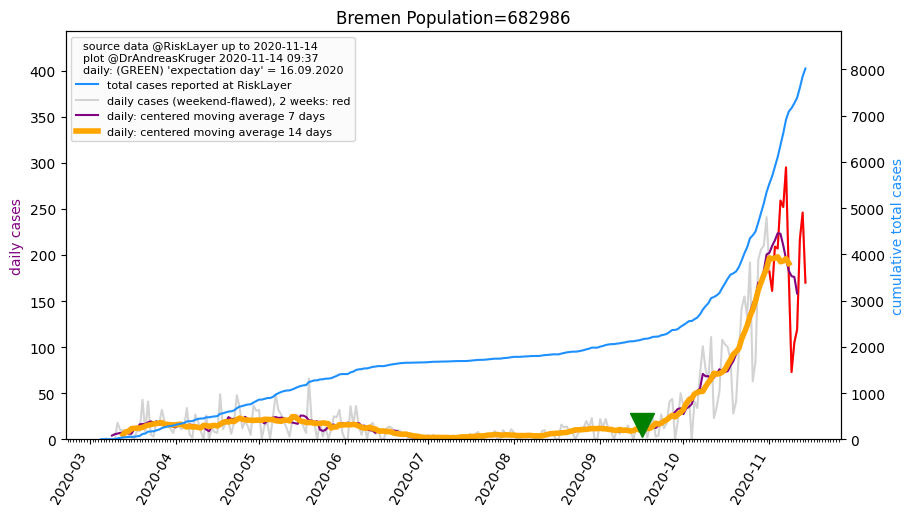 Bremen Population=682986
source data @RiskLayer up to 2020-11-14
plot @DrAndreasKruger 2020-11-14 09:37
daily: (GREEN) 'expectation day' = 16.09.2020
total cases reported at RiskLayer
daily cases (weekend-flawed), 2 weeks: red
daily: centered moving average 7 days
daily: centered moving average 14 days
daily cases
400
350
300
250
200
150
100
50
0
8000
7000
6000
5000
4000
3000
2000
1000
0
cumulative total cases
2020-03
2020-04
2020-05
2020-06
2020-07
2020-08
2020-09
2020-10
2020-11